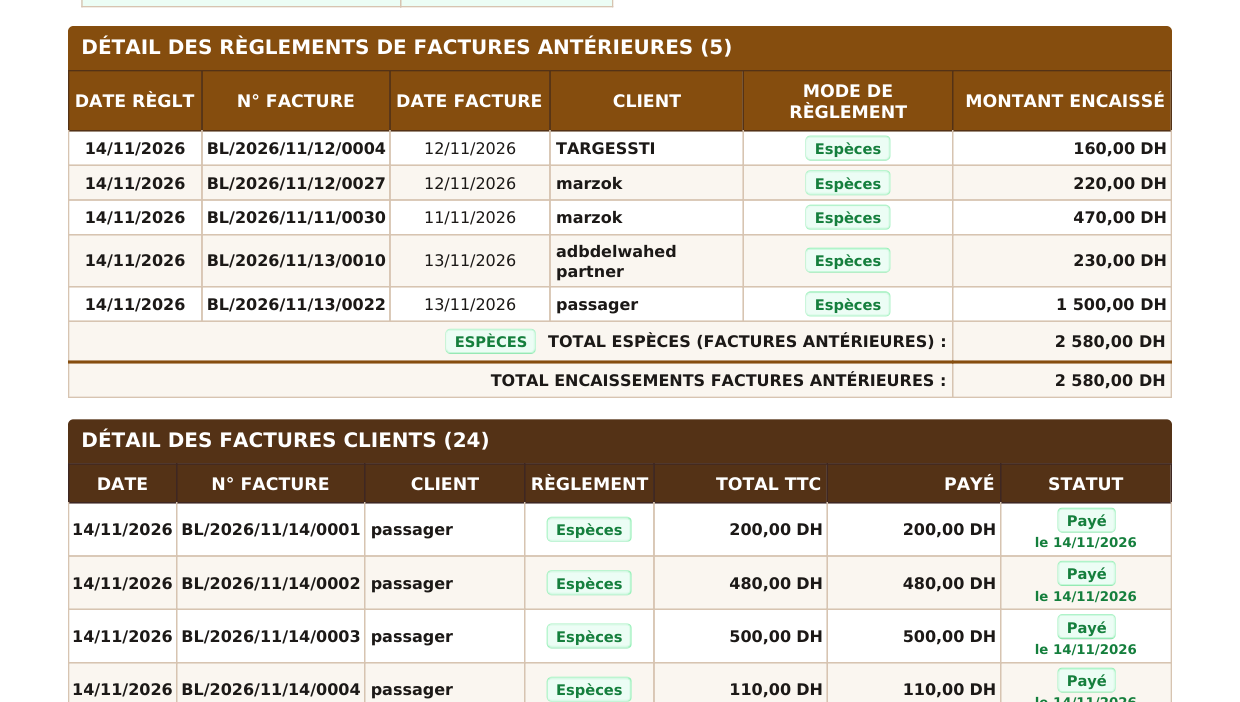 DÉTAIL DES RÈGLEMENTS DE FACTURES ANTÉRIEURES (5)
DATE RÈGLT N° FACTURE DATE FACTURE CLIENT MODE DE RÈGLEMENT MONTANT ENCAISSÉ
14/11/2026 BL/2026/11/12/0004 12/11/2026 TARGESSTI Espèces 160,00 DH
14/11/2026 BL/2026/11/12/0027 12/11/2026 marzok Espèces 220,00 DH
14/11/2026 BL/2026/11/11/0030 11/11/2026 marzok Espèces 470,00 DH
14/11/2026 BL/2026/11/13/0010 13/11/2026 adbdelwahed partner Espèces 230,00 DH
14/11/2026 BL/2026/11/13/0022 13/11/2026 passager Espèces 1 500,00 DH
ESPÈCES TOTAL ESPÈCES (FACTURES ANTÉRIEURES) : 2 580,00 DH
TOTAL ENCAISSEMENTS FACTURES ANTÉRIEURES : 2 580,00 DH
DÉTAIL DES FACTURES CLIENTS (24)
DATE N° FACTURE CLIENT RÈGLEMENT TOTAL TTC PAYÉ STATUT
14/11/2026 BL/2026/11/14/0001 passager Espèces 200,00 DH 200,00 DH Payé
le 14/11/2026
14/11/2026 BL/2026/11/14/0002 passager Espèces 480,00 DH 480,00 DH Payé
le 14/11/2026
14/11/2026 BL/2026/11/14/0003 passager Espèces 500,00 DH 500,00 DH Payé
le 14/11/2026
14/11/2026 BL/2026/11/14/0004 passager Espèces 110,00 DH 110,00 DH Payé
le 14/11/2026